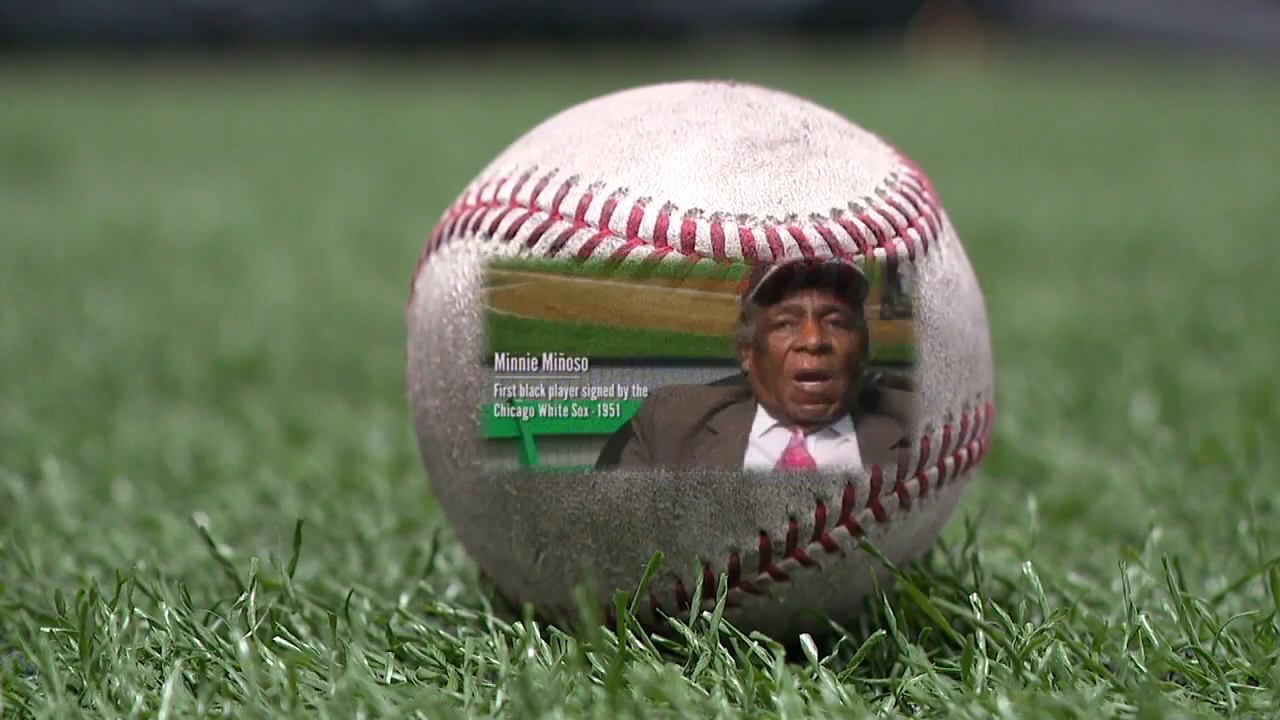 Minnie Miñoso
First black player signed by the
Chicago White Sox - 1951